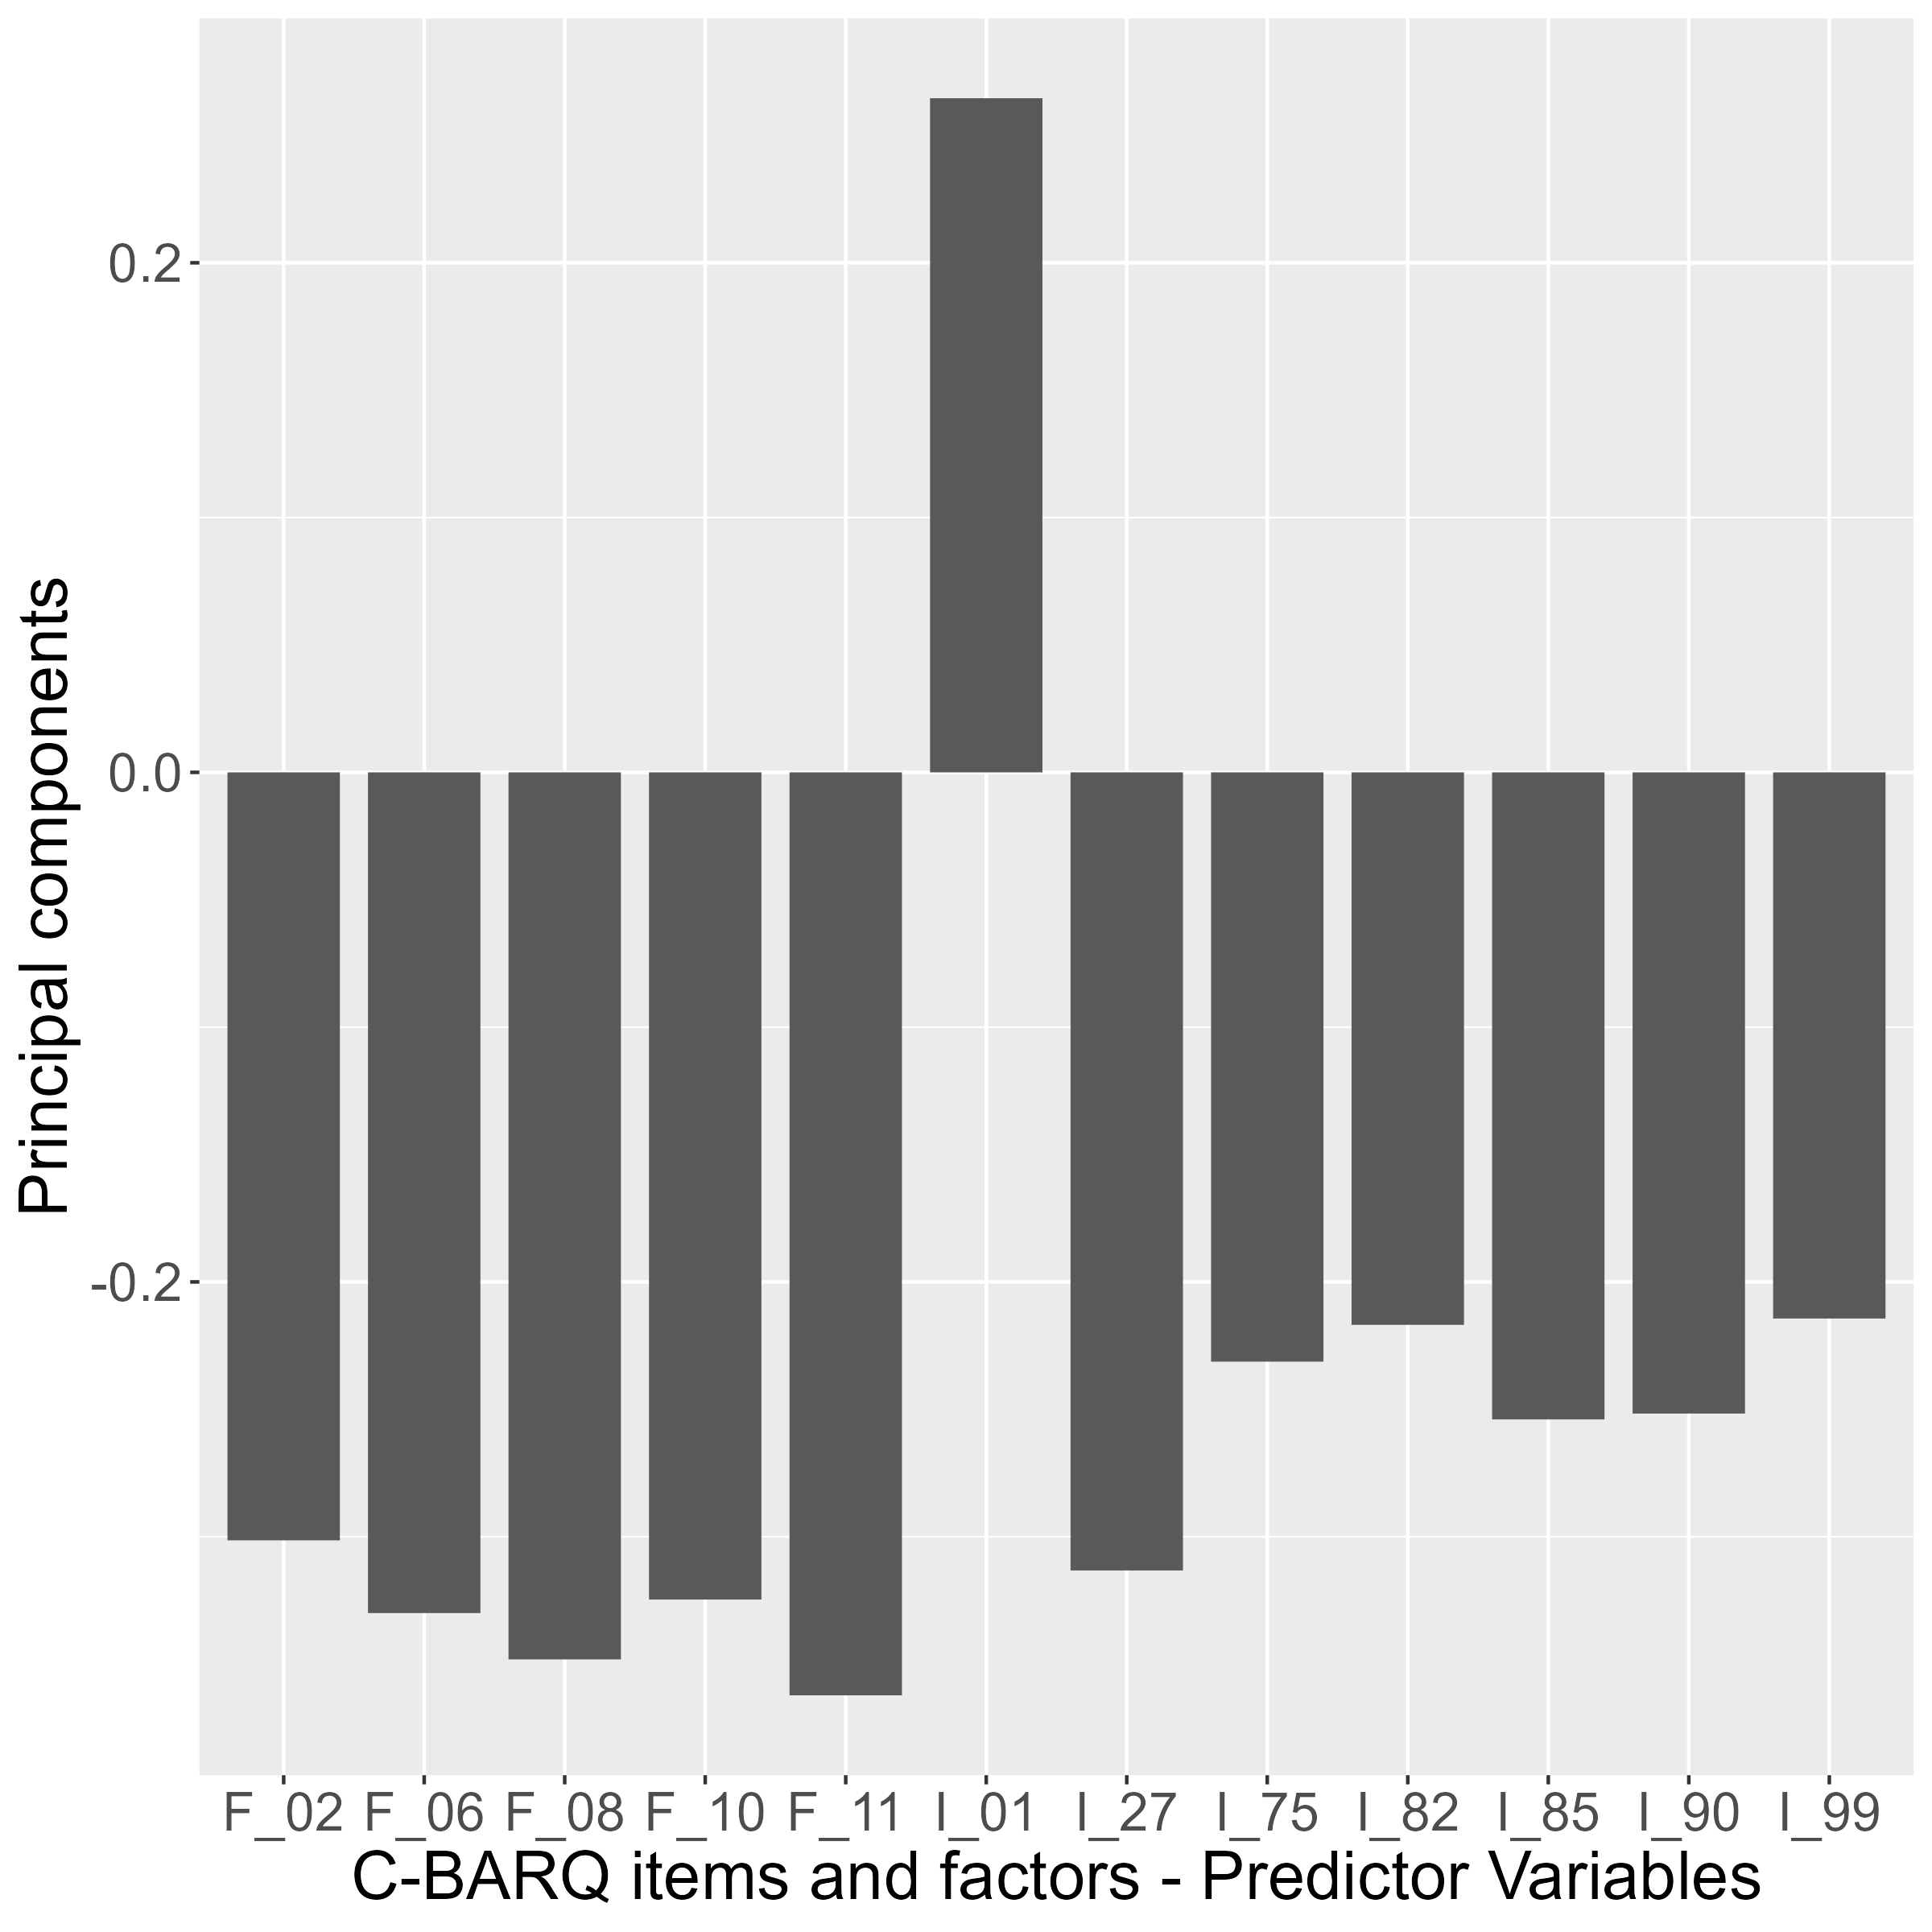 Principal components
0.2
0.0
-0.2
F_02 F_06 F_08 F_10 F_11 I_01 I_27 I_75 I_82 I_85 I_90 I_99
C-BARQ items and factors - Predictor Variables